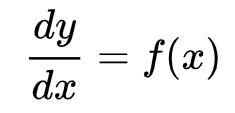 dy/dx = f(x)